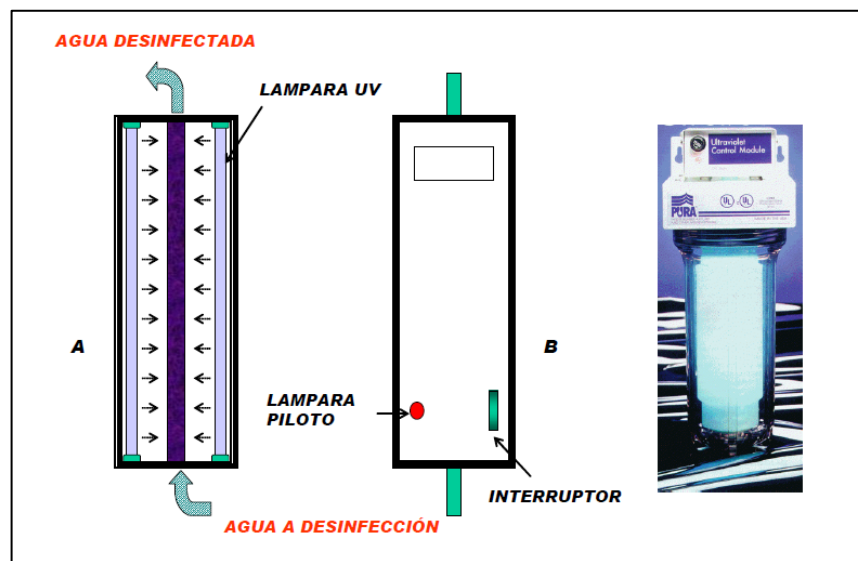 AGUA DESINFECTADA
LAMPARA UV
A
B
LAMPARA
PILOTO
INTERRUPTOR
AGUA A DESINFECCIÓN
Ultraviolet
Control Module
PURA